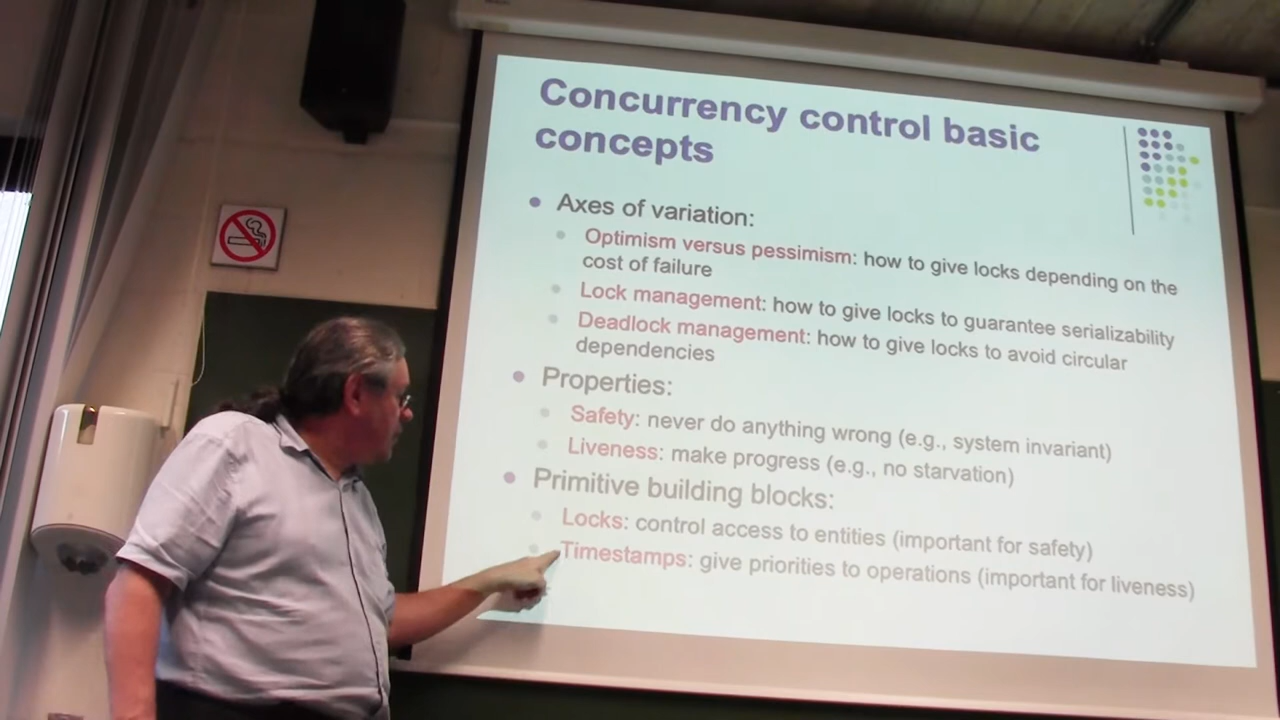 Concurrency control basic
concepts
Axes of variation:
Optimism versus pessimism: how to give locks depending on the
cost of failure
Lock management: how to give locks to guarantee serializability
Deadlock management: how to give locks to avoid circular
dependencies
Properties:
Safety: never do anything wrong (e.g., system invariant)
Liveness: make progress (e.g., no starvation)
Primitive building blocks:
Locks: control access to entities (important for safety)
Timestamps: give priorities to operations (important for liveness)